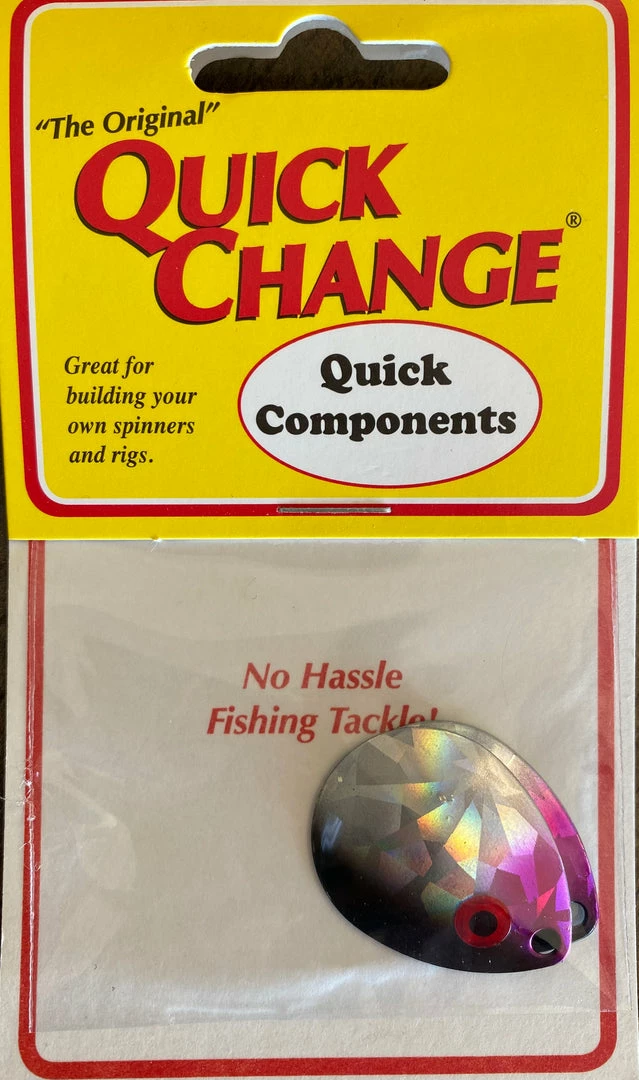 “The Original”
QUICK
CHANGE®
Great for
building your
own spinners
and rigs.
Quick
Components
No Hassle
Fishing Tackle!